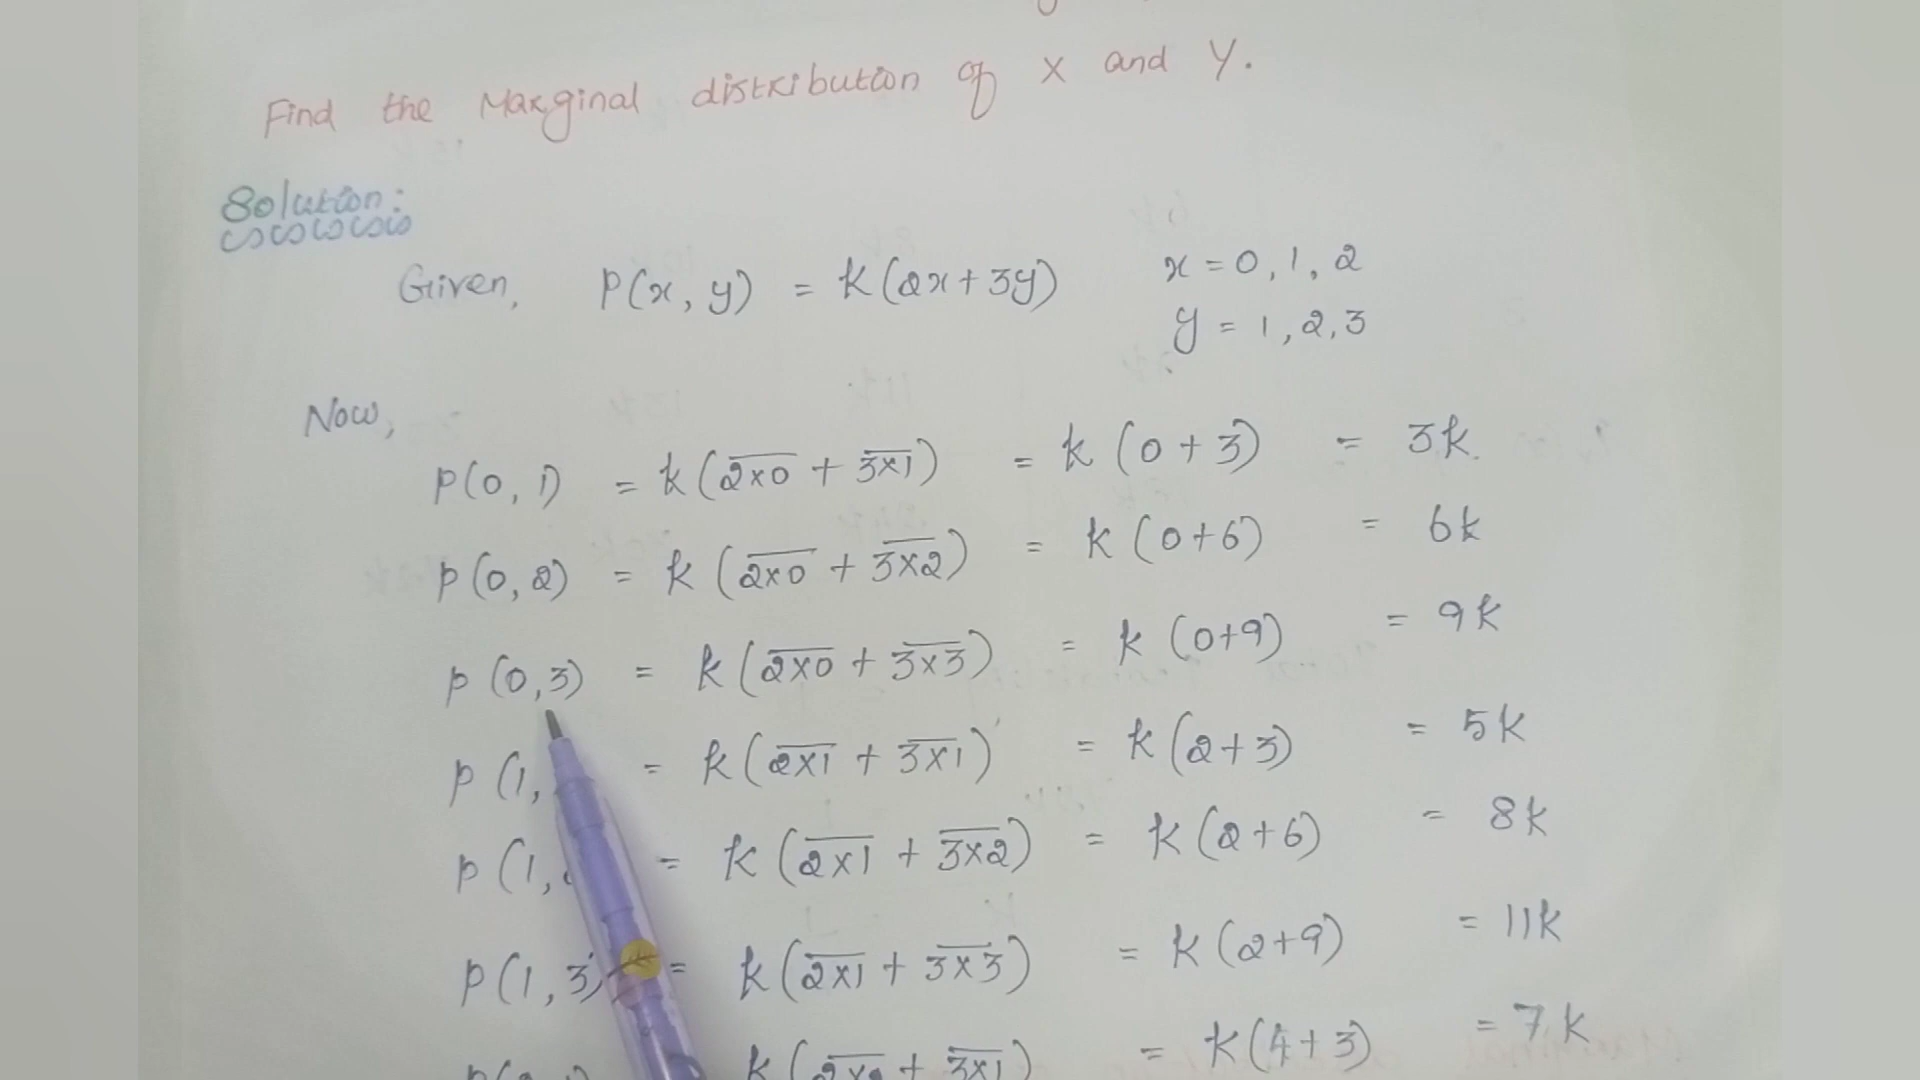 Find the Marginal distribution of X and Y.
Solution:
Given, P(x, y) = k(2x+3y) x = 0, 1, 2
y = 1, 2, 3
Now,
P(0, 1) = k(2x0 + 3x1) = k(0+3) = 3k.
P(0, 2) = k(2x0 + 3x2) = k(0+6) = 6k
P(0,3) = k(2x0 + 3x3) = k(0+9) = 9k
P(1, = k(2x1 + 3x1) = k(2+3) = 5k
P(1, = k(2x1 + 3x2) = k(2+6) = 8k
P(1, 3) = k(2x1 + 3x3) = k(2+9) = 11k
k( + 3x1) = k(4+3) = 7k